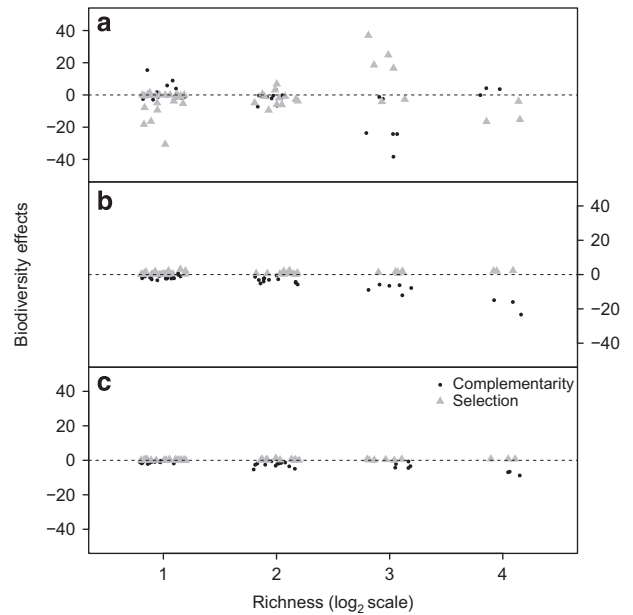 a
40
20
0
−20
−40
b
40
20
0
−20
−40
Biodiversity effects
c
Complementarity
Selection
40
20
0
−20
−40
1 2 3 4
Richness (log2 scale)